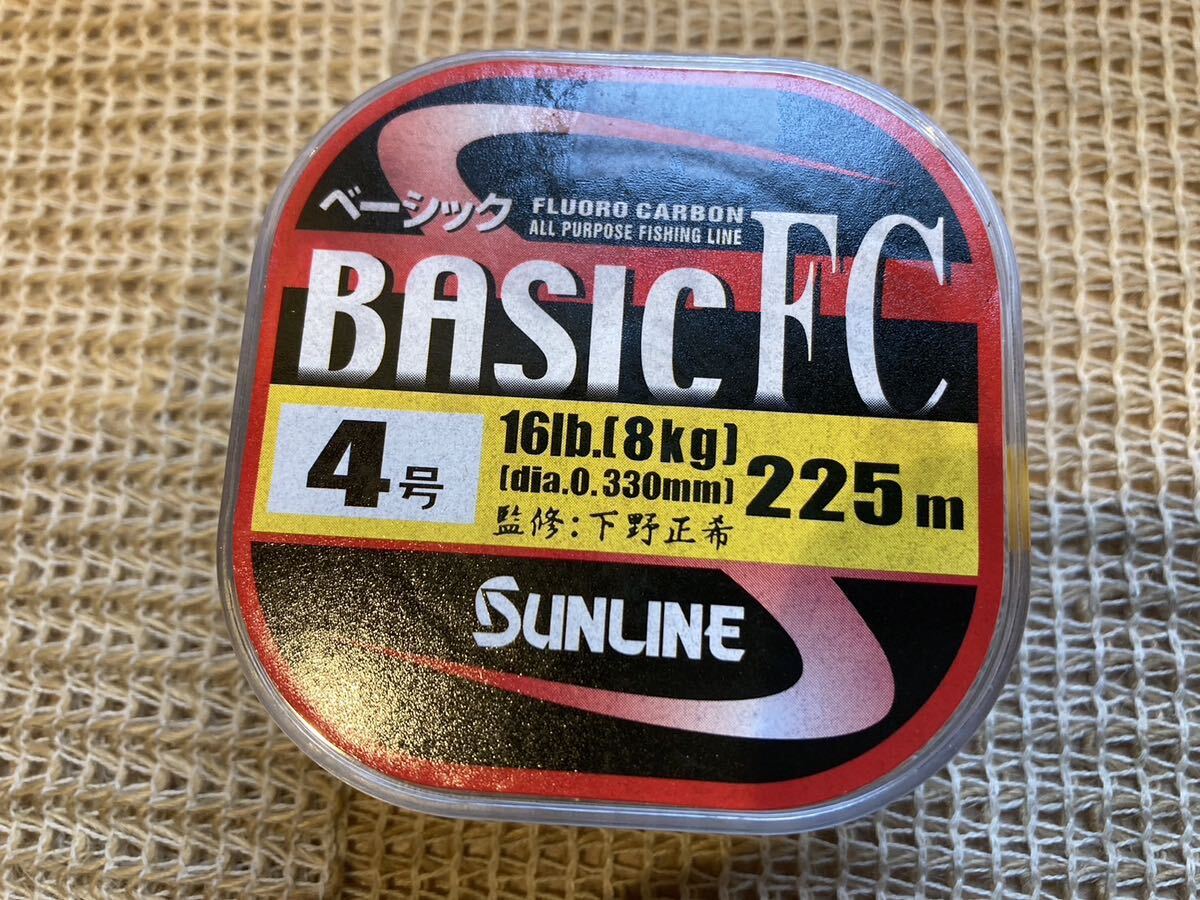 ベーシック
FLUORO CARBON
ALL PURPOSE FISHING LINE
BASIC FC
4号
16lb.(8kg)
(dia.0.330mm)
225m
監修:下野正希
SUNLINE